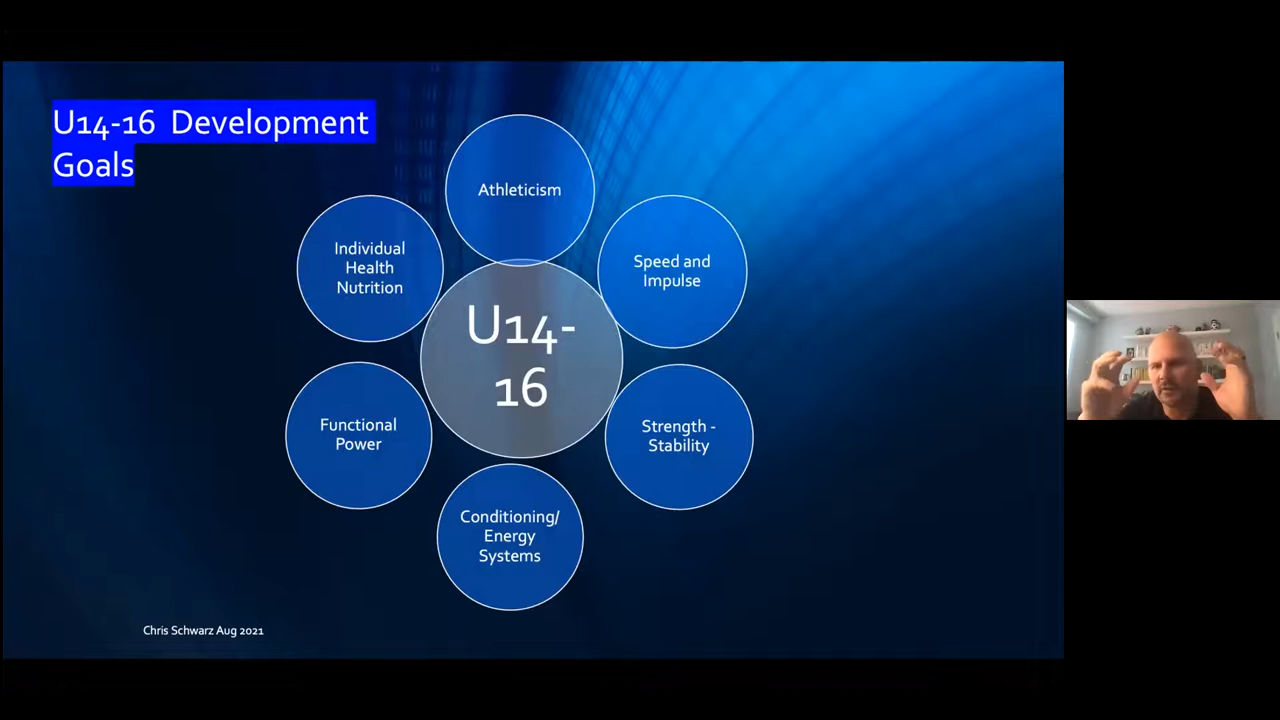 U14-16 Development
Goals
Athleticism
Individual
Health
Nutrition
Speed and
Impulse
U14-
16
Functional
Power
Strength -
Stability
Conditioning/
Energy
Systems
Chris Schwarz Aug 2021